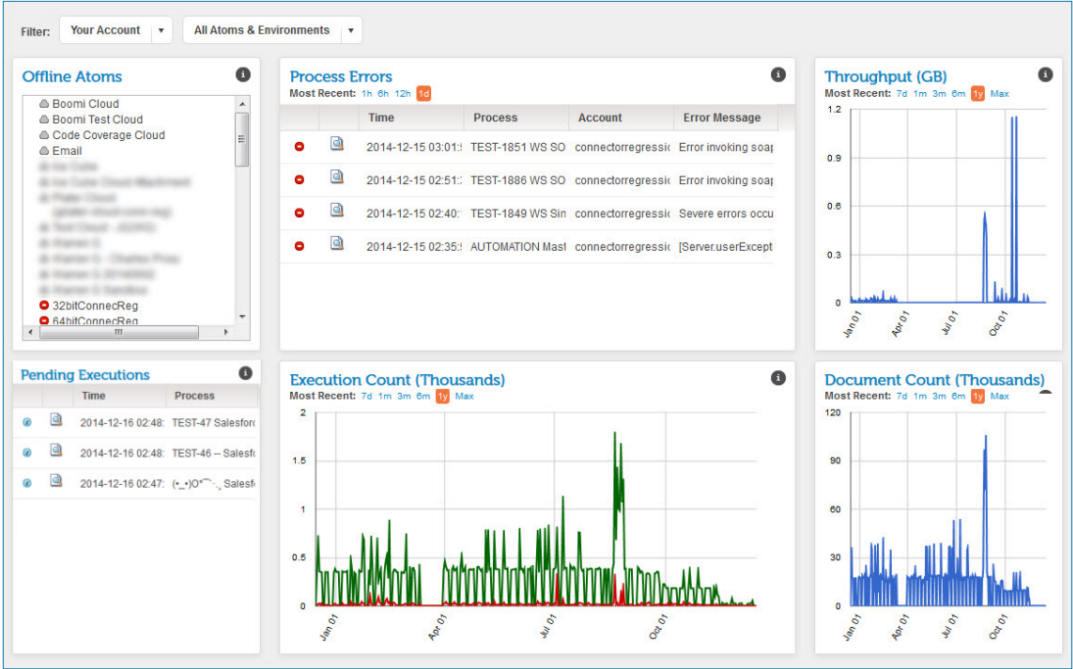 Filter: Your Account All Atoms & Environments
Offline Atoms
Boomi Cloud
Boomi Test Cloud
Code Coverage Cloud
Email
32bitConnecReg
64bitConnecReg
Process Errors
Most Recent: 1h 6h 12h 1d
Time Process Account Error Message
2014-12-15 03:01: TEST-1851 WS SO connectorregressic Error invoking soap
2014-12-15 02:51: TEST-1886 WS SO connectorregressic Error invoking soap
2014-12-15 02:40: TEST-1849 WS Sim connectorregressic Severe errors occu
2014-12-15 02:35: AUTOMATION Mast connectorregressic [Server.userExcept
Throughput (GB)
Most Recent: 7d 1m 3m 6m 1y Max
1.2
0.9
0.6
0.3
0
Jan 01 Apr 01 Jul 01 Oct 01
Pending Executions
Time Process
2014-12-16 02:48: TEST-47 Salesforc
2014-12-16 02:48: TEST-46 -- Salesfo
2014-12-16 02:47: Salesf
Execution Count (Thousands)
Most Recent: 7d 1m 3m 6m 1y Max
2
1.5
1
0.5
0
Jan 01 Apr 01 Jul 01 Oct 01
Document Count (Thousands)
Most Recent: 7d 1m 3m 6m 1y Max
120
90
60
30
0
Jan 01 Apr 01 Jul 01 Oct 01